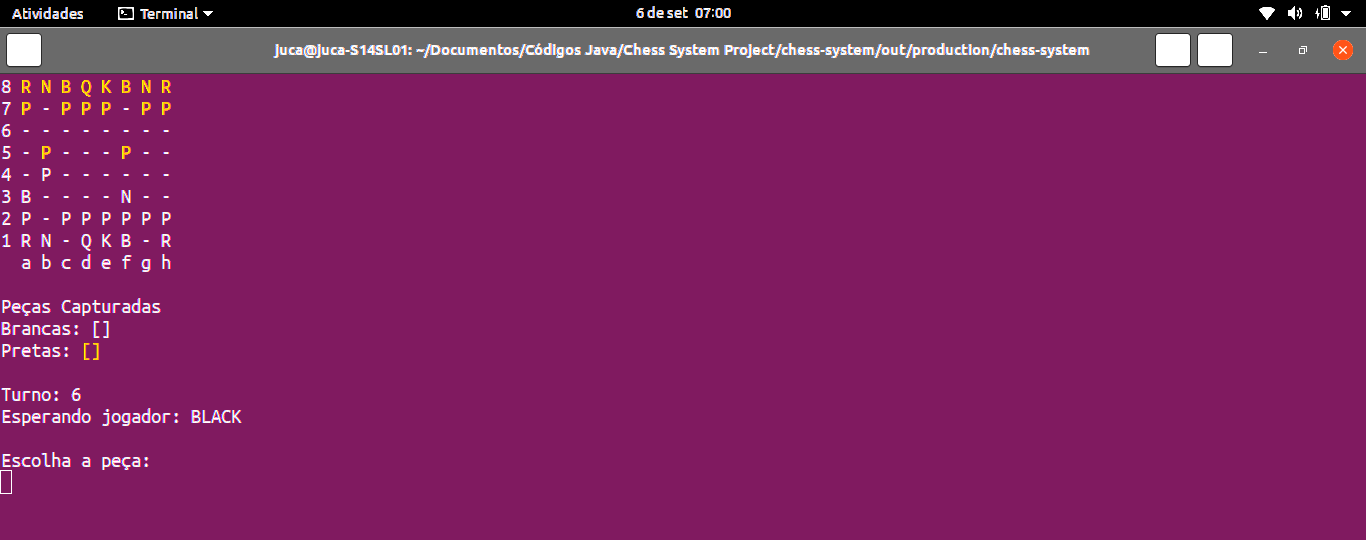 Atividades
Terminal
6 de set 07:00
juca@juca-S14SL01: ~/Documentos/Códigos Java/Chess System Project/chess-system/out/production/chess-system
8 R N B Q K B N R
7 P - P P P - P P
6 - - - - - - - -
5 - P - - - P - -
4 - P - - - - - -
3 B - - - - N - -
2 P - P P P P P P
1 R N - Q K B - R
a b c d e f g h
Peças Capturadas
Brancas: []
Pretas: []
Turno: 6
Esperando jogador: BLACK
Escolha a peça: